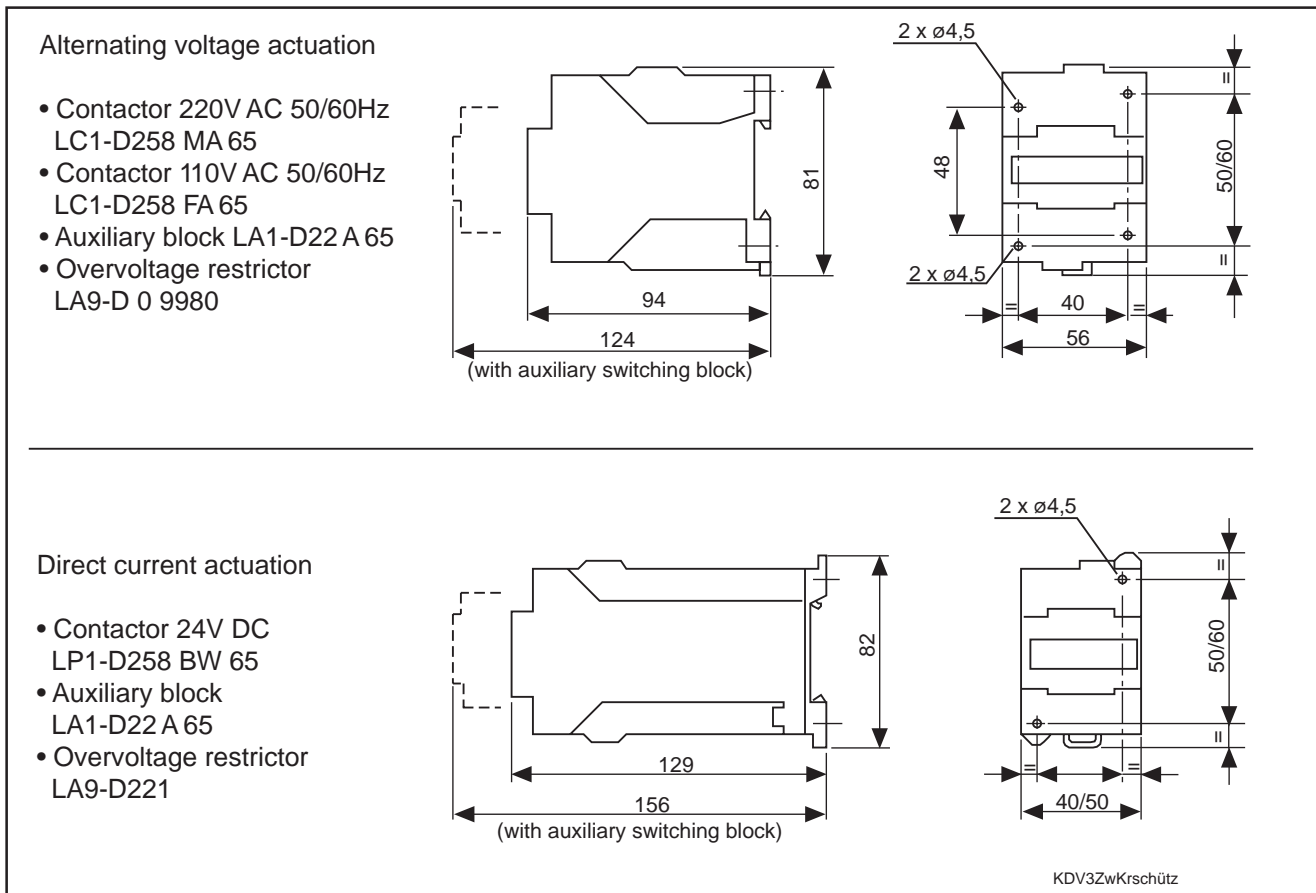 Alternating voltage actuation
• Contactor 220V AC 50/60Hz
LC1-D258 MA 65
• Contactor 110V AC 50/60Hz
LC1-D258 FA 65
• Auxiliary block LA1-D22 A 65
• Overvoltage restrictor
LA9-D 0 9980
81
94
124
(with auxiliary switching block)
2 x ø4,5
=
48
50/60
2 x ø4,5
=
= 40 =
56
Direct current actuation
• Contactor 24V DC
LP1-D258 BW 65
• Auxiliary block
LA1-D22 A 65
• Overvoltage restrictor
LA9-D221
82
129
156
(with auxiliary switching block)
2 x ø4,5
=
50/60
=
= =
40/50
KDV3ZwKrschütz